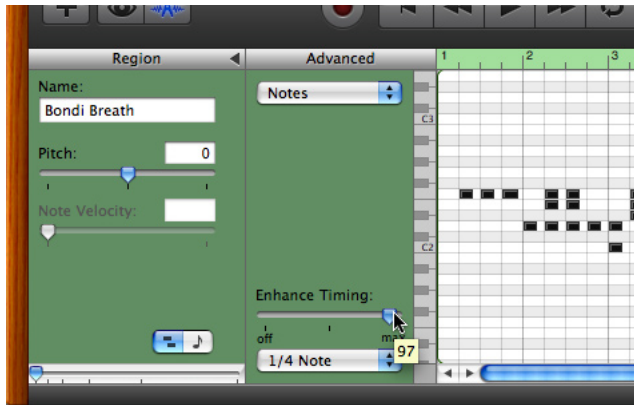 Region
Advanced
1
2
3
Name:
Bondi Breath
Notes
C3
Pitch:
0
Note Velocity:
C2
Enhance Timing:
off
max
97
1/4 Note